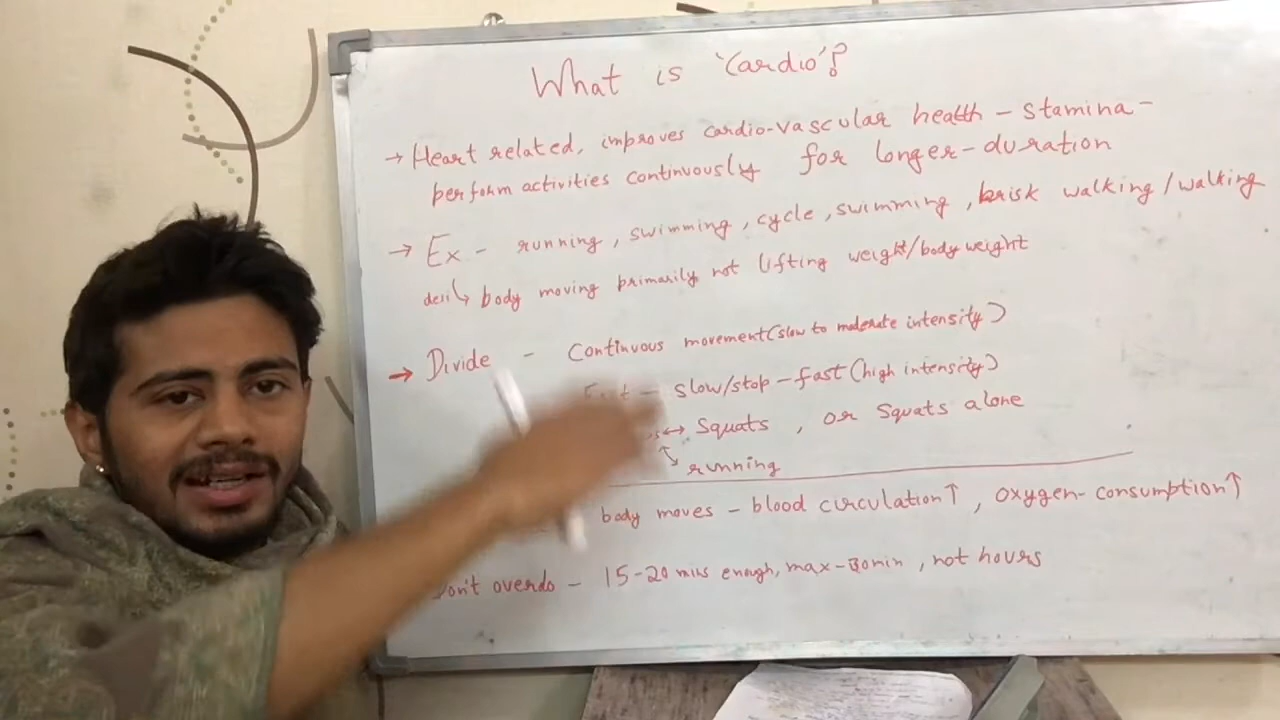 What is 'Cardio'?
→ Heart related, improves cardio-vascular health - stamina -
perform activities continuously for longer-duration
→ Ex - running, swimming, cycle, swimming, brisk walking/walking
↳ body moving primarily not lifting weight/body weight
→ Divide - Continuous movement (slow to moderate intensity)
- slow/stop - fast (high intensity)
↔ Squats, or Squats alone
running
body moves - blood circulation↑, oxygen-consumption↑
Don't overdo - 15-20 mins enough, max-30min, not hours